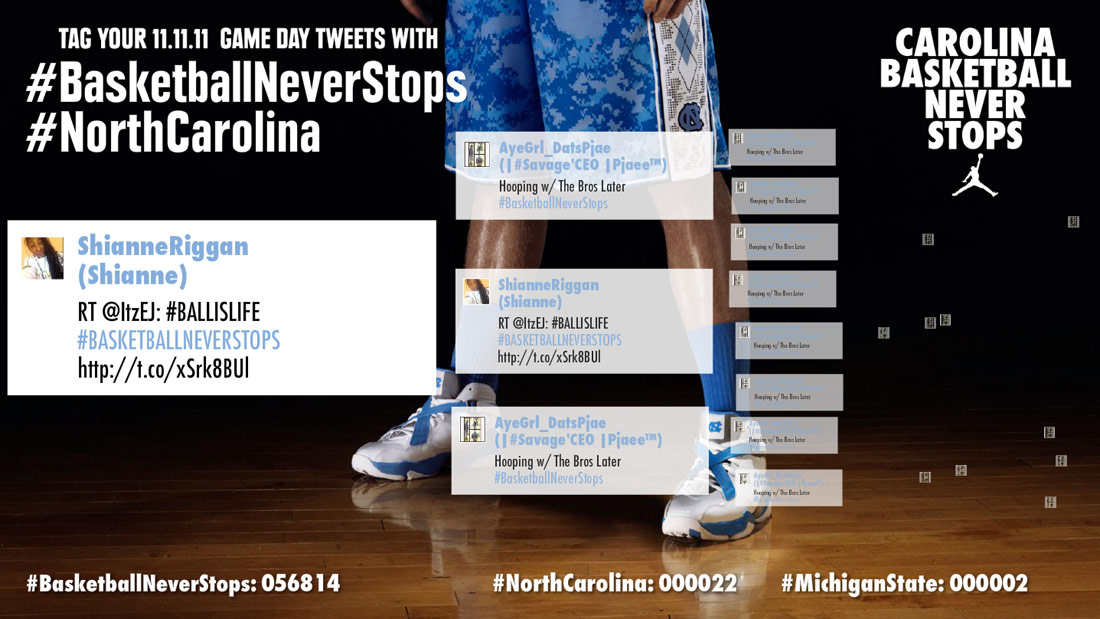 TAG YOUR 11.11.11 GAME DAY TWEETS WITH
#BasketballNeverStops
#NorthCarolina
CAROLINA
BASKETBALL
NEVER
STOPS
ShianneRiggan
(Shianne)
RT @ItzEJ: #BALLISLIFE
#BASKETBALLNEVERSTOPS
http://t.co/xSrk8BUl
AyeGrl_DatsPjae
(|#Savage'CEO |Pjaee™)
Hooping w/ The Bros Later
#BasketballNeverStops
ShianneRiggan
(Shianne)
RT @ItzEJ: #BALLISLIFE
#BASKETBALLNEVERSTOPS
http://t.co/xSrk8BUl
AyeGrl_DatsPjae
(|#Savage'CEO |Pjaee™)
Hooping w/ The Bros Later
#BasketballNeverStops
Hooping w/ The Bros Later
Hooping w/ The Bros Later
Hooping w/ The Bros Later
Hooping w/ The Bros Later
Hooping w/ The Bros Later
Hooping w/ The Bros Later
Hooping w/ The Bros Later
Hooping w/ The Bros Later
#BasketballNeverStops: 056814
#NorthCarolina: 000022
#MichiganState: 000002